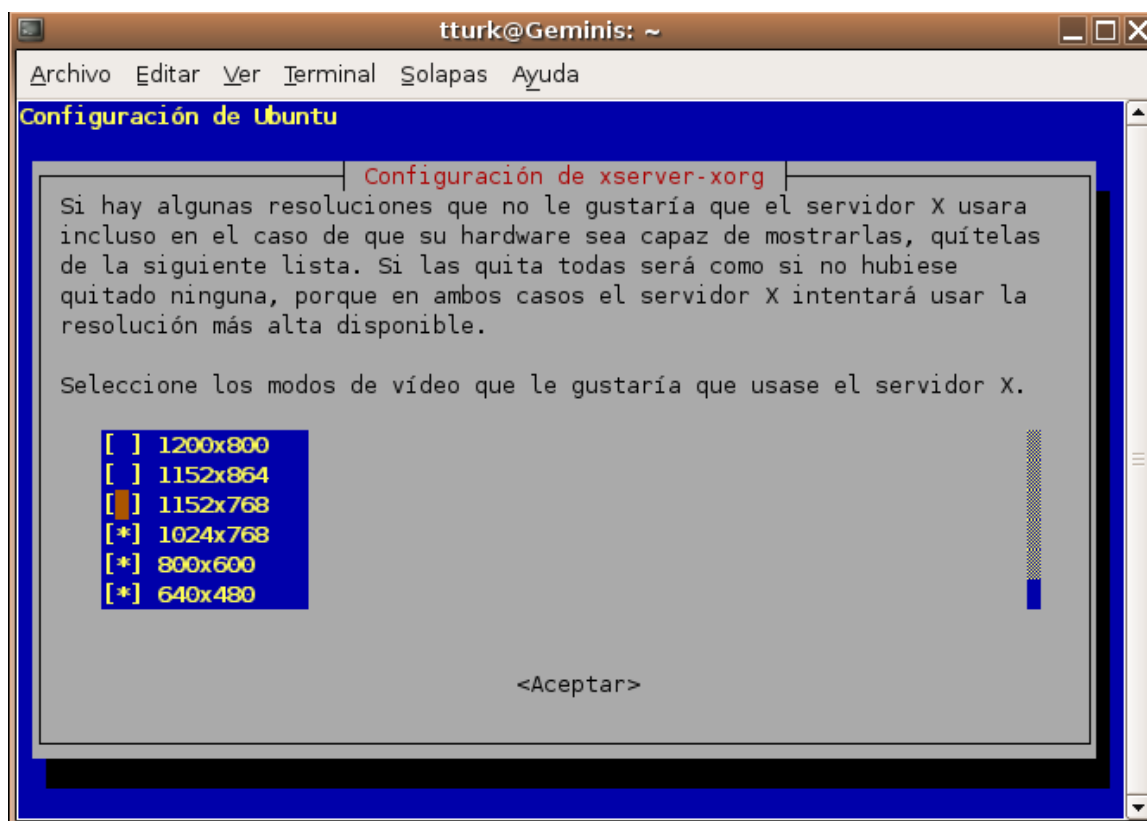 tturk@Geminis: ~
Archivo Editar Ver Terminal Solapas Ayuda
Configuración de Ubuntu
Configuración de xserver-xorg
Si hay algunas resoluciones que no le gustaría que el servidor X usara
incluso en el caso de que su hardware sea capaz de mostrarlas, quítelas
de la siguiente lista. Si las quita todas será como si no hubiese
quitado ninguna, porque en ambos casos el servidor X intentará usar la
resolución más alta disponible.
Seleccione los modos de vídeo que le gustaría que usase el servidor X.
[ ] 1200x800
[ ] 1152x864
[ ] 1152x768
[*] 1024x768
[*] 800x600
[*] 640x480
<Aceptar>